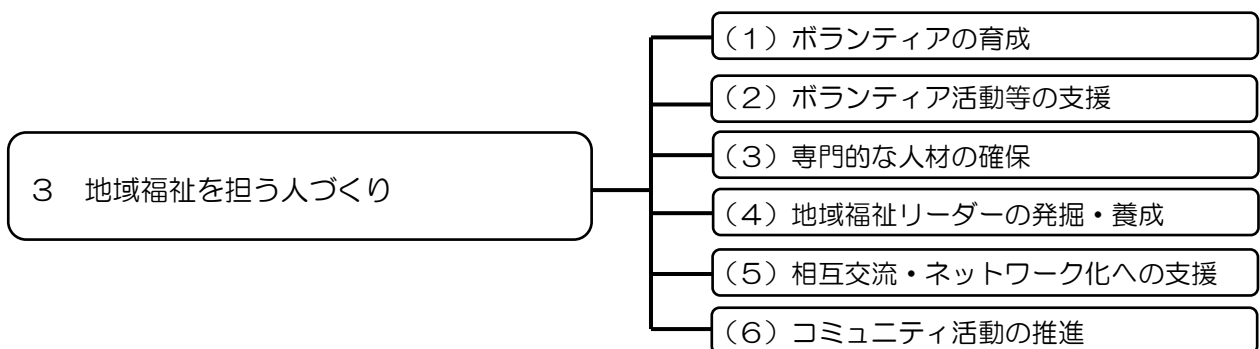 ３　地域福祉を担う人づくり
（１）ボランティアの育成
（２）ボランティア活動等の支援
（３）専門的な人材の確保
（４）地域福祉リーダーの発掘・養成
（５）相互交流・ネットワーク化への支援
（６）コミュニティ活動の推進